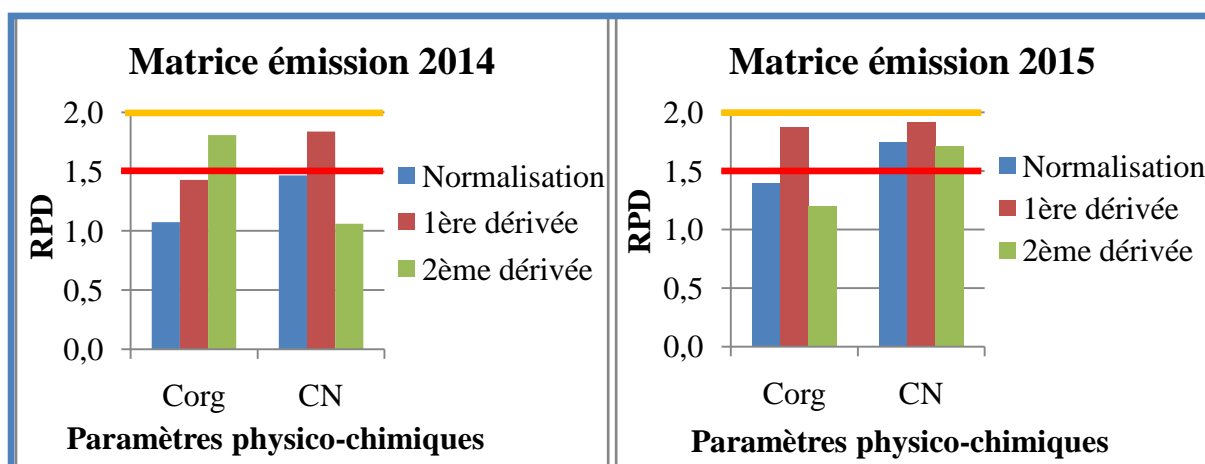 Matrice émission 2014
2,0
1,5
1,0
0,5
0,0
RPD
Corg
CN
Paramètres physico-chimiques
Normalisation
1ère dérivée
2ème dérivée
Matrice émission 2015
2,0
1,5
1,0
0,5
0,0
RPD
Corg
CN
Paramètres physico-chimiques
Normalisation
1ère dérivée
2ème dérivée